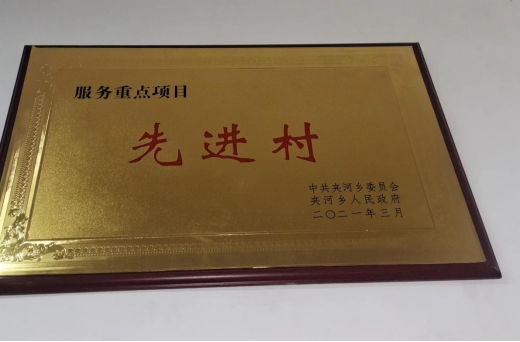 服务重点项目
先进村
中共夹河乡委员会
夹河乡人民政府
二〇二一年三月